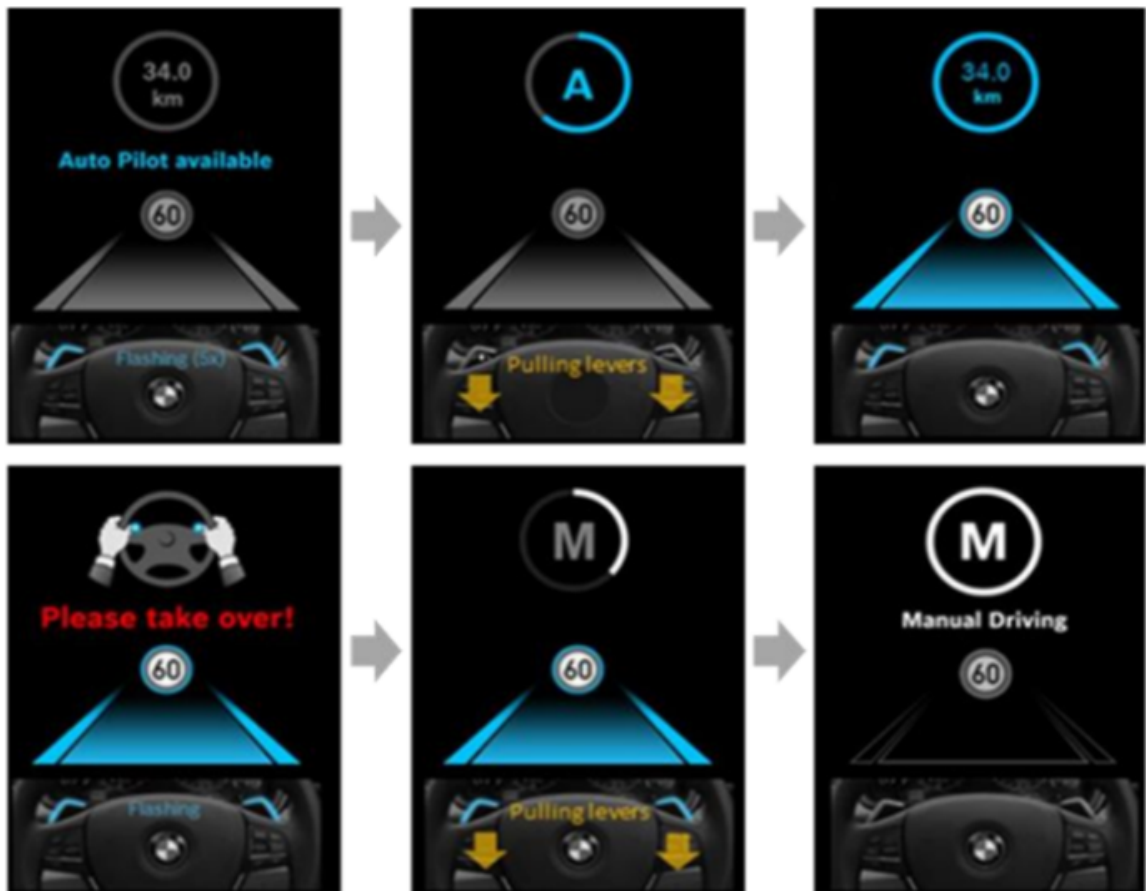 34.0
km
Auto Pilot available
60
Flashing (5x)
A
60
Pulling levers
34.0
km
60
Please take over!
60
Flashing
M
60
Pulling levers
M
Manual Driving
60